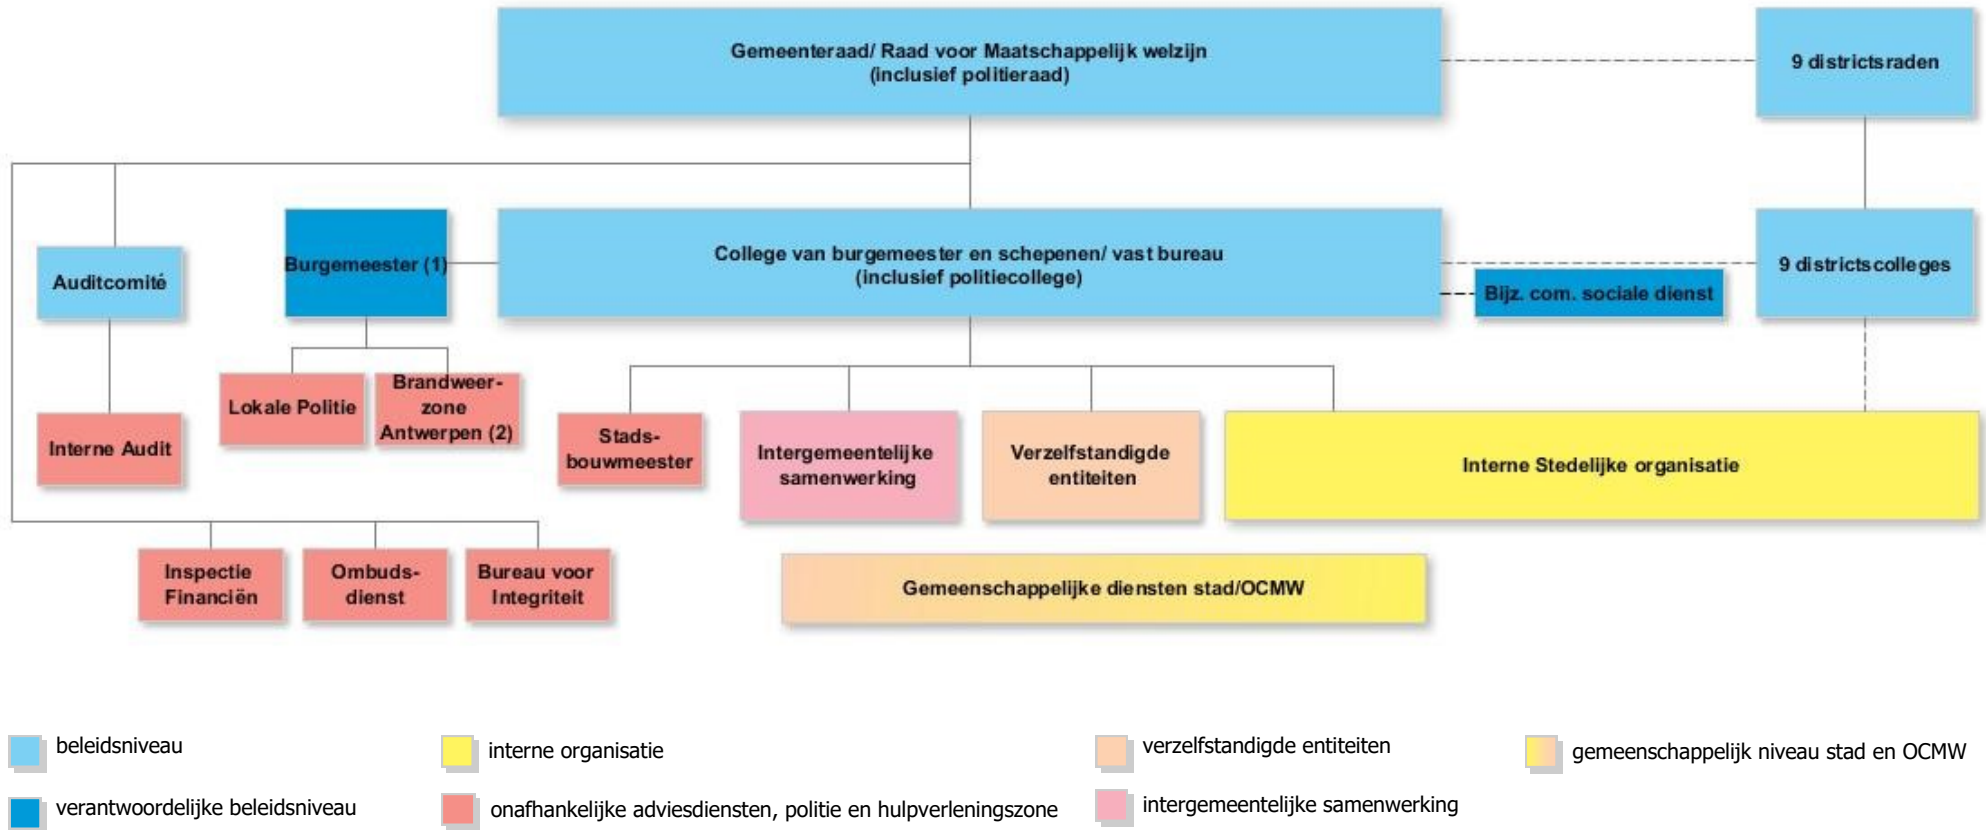 Gemeenteraad/ Raad voor Maatschappelijk welzijn
(inclusief politieraad)
9 districtsraden
Burgemeester (1)
College van burgemeester en schepenen/ vast bureau
(inclusief politiecollege)
9 districtscolleges
Auditcomité
Bijz. com. sociale dienst
Lokale Politie
Brandweer-
zone
Antwerpen (2)
Interne Audit
Stads-
bouwmeester
Intergemeentelijke
samenwerking
Verzelfstandigde
entiteiten
Interne Stedelijke organisatie
Inspectie
Financiën
Ombuds-
dienst
Bureau voor
Integriteit
Gemeenschappelijke diensten stad/OCMW
beleidsniveau
interne organisatie
verzelfstandigde entiteiten
gemeenschappelijk niveau stad en OCMW
verantwoordelijke beleidsniveau
onafhankelijke adviesdiensten, politie en hulpverleningszone
intergemeentelijke samenwerking